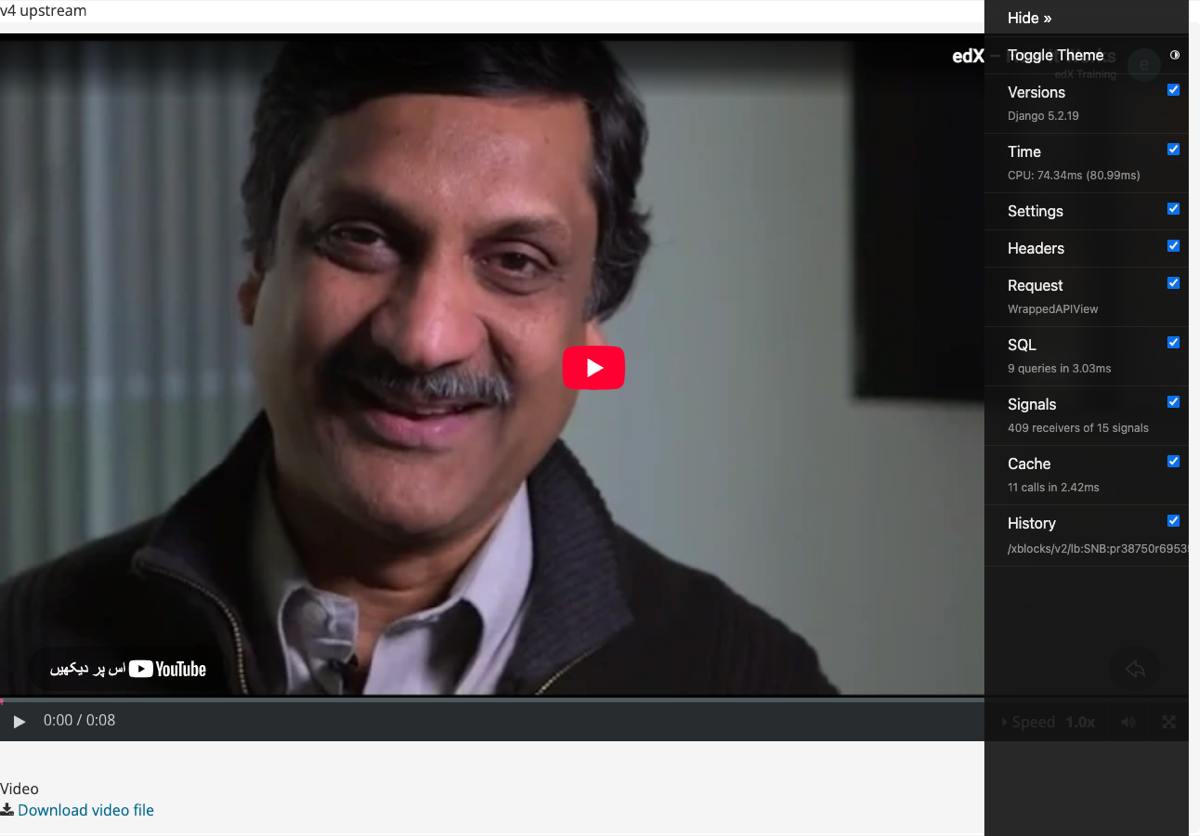 v4 upstream
edX –
edX Training
e
اس پر دیکھیں YouTube
0:00 / 0:08
Speed 1.0x
Video
Download video file
Hide »
Toggle Theme
Versions
Django 5.2.19
Time
CPU: 74.34ms (80.99ms)
Settings
Headers
Request
WrappedAPIView
SQL
9 queries in 3.03ms
Signals
409 receivers of 15 signals
Cache
11 calls in 2.42ms
History
/xblocks/v2/lb:SNB:pr38750r6953